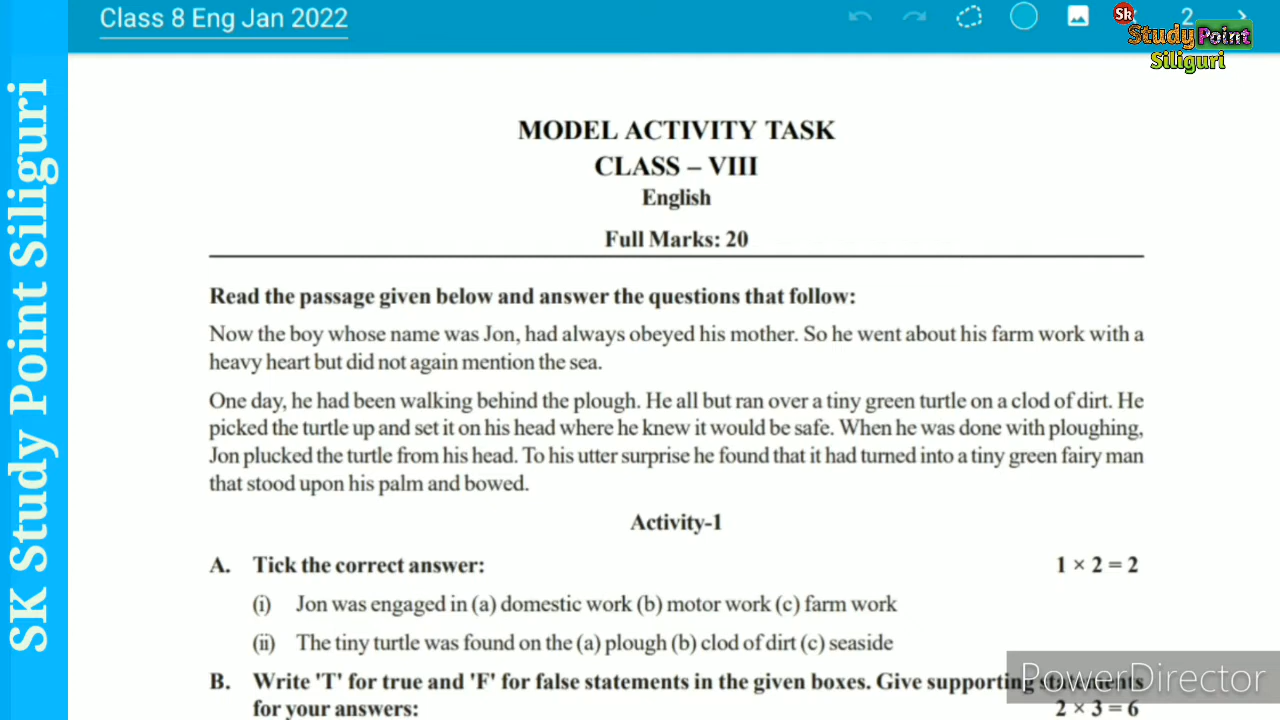 Class 8 Eng Jan 2022
2
Sk
Study Point
Siliguri
SK Study Point Siliguri
MODEL ACTIVITY TASK
CLASS – VIII
English
Full Marks: 20
Read the passage given below and answer the questions that follow:
Now the boy whose name was Jon, had always obeyed his mother. So he went about his farm work with a
heavy heart but did not again mention the sea.
One day, he had been walking behind the plough. He all but ran over a tiny green turtle on a clod of dirt. He
picked the turtle up and set it on his head where he knew it would be safe. When he was done with ploughing,
Jon plucked the turtle from his head. To his utter surprise he found that it had turned into a tiny green fairy man
that stood upon his palm and bowed.
Activity-1
A. Tick the correct answer: 1 × 2 = 2
(i) Jon was engaged in (a) domestic work (b) motor work (c) farm work
(ii) The tiny turtle was found on the (a) plough (b) clod of dirt (c) seaside
B. Write 'T' for true and 'F' for false statements in the given boxes. Give supporting statements
for your answers: 2 × 3 = 6
PowerDirector